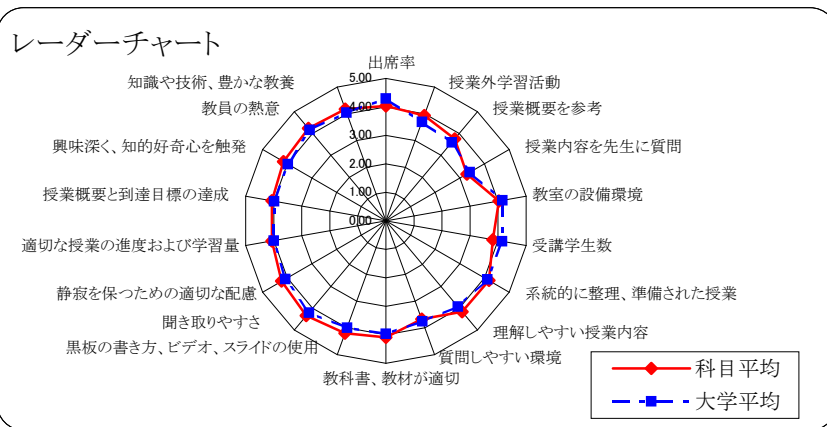 レーダーチャート
出席率
授業外学習活動
授業概要を参考
授業内容を先生に質問
教室の設備環境
受講学生数
系統的に整理、準備された授業
理解しやすい授業内容
質問しやすい環境
教科書、教材が適切
黒板の書き方、ビデオ、スライドの使用
聞き取りやすさ
静寂を保つための適切な配慮
適切な授業の進度および学習量
授業概要と到達目標の達成
興味深く、知的好奇心を触発
教員の熱意
知識や技術、豊かな教養
5.00
4.00
3.00
2.00
1.00
0.00
科目平均
大学平均